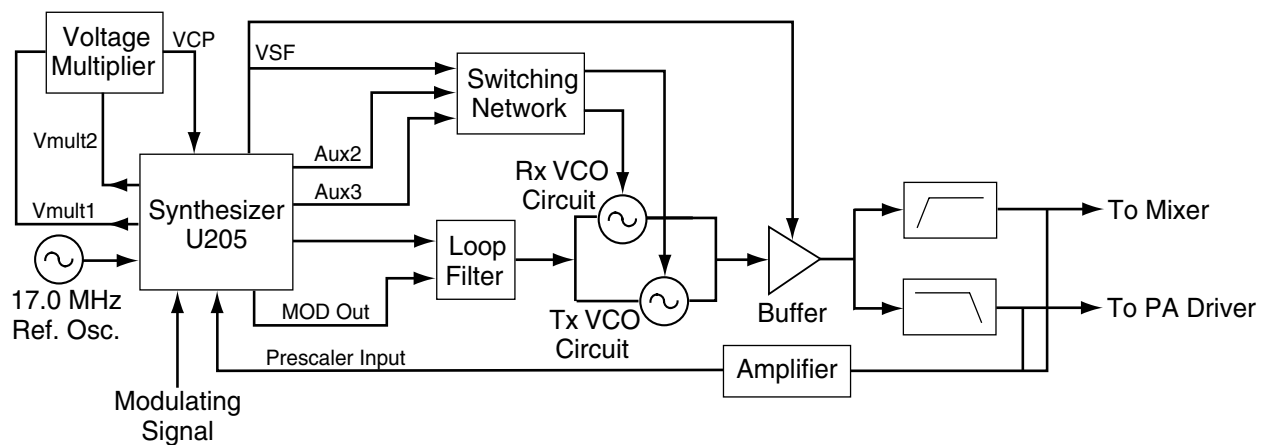 Voltage
Multiplier
VCP
VSF
Switching
Network
Vmult2
Aux2
Rx VCO
Circuit
Aux3
Vmult1
Synthesizer
U205
To Mixer
Loop
Filter
17.0 MHz
Ref. Osc.
MOD Out
Tx VCO
Circuit
Buffer
To PA Driver
Prescaler Input
Amplifier
Modulating
Signal